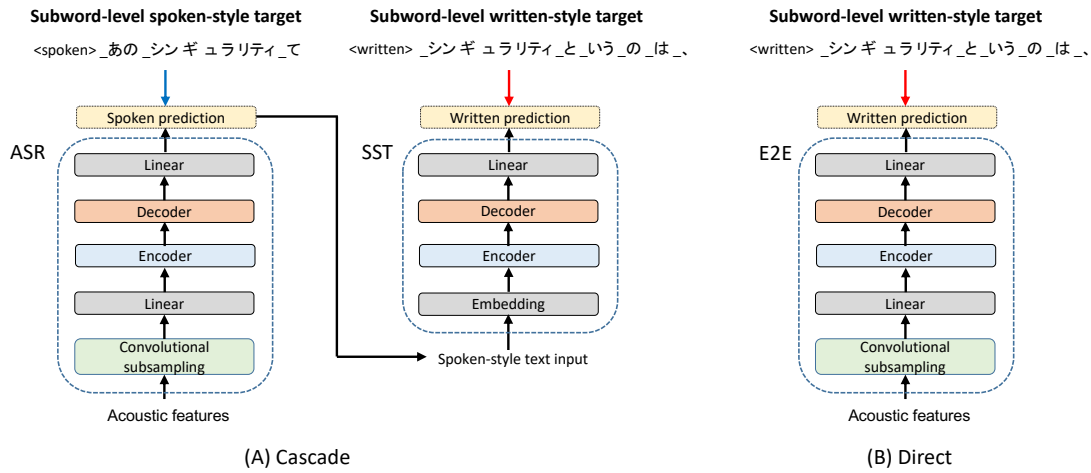 Subword-level spoken-style target
<spoken> _あの _シン ギ ュラリティ _て
Spoken prediction
ASR
Linear
Decoder
Encoder
Linear
Convolutional
subsampling
Acoustic features
Subword-level written-style target
<written> _シン ギ ュラリティ _と _いう _の _は _、
Written prediction
SST
Linear
Decoder
Encoder
Embedding
Spoken-style text input
(A) Cascade
Subword-level written-style target
<written> _シン ギ ュラリティ _と _いう _の _は _、
Written prediction
E2E
Linear
Decoder
Encoder
Linear
Convolutional
subsampling
Acoustic features
(B) Direct